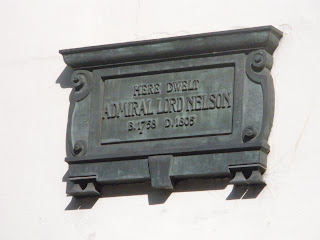 HERE DWELT
ADMIRAL LORD NELSON
B.1758 D.1805